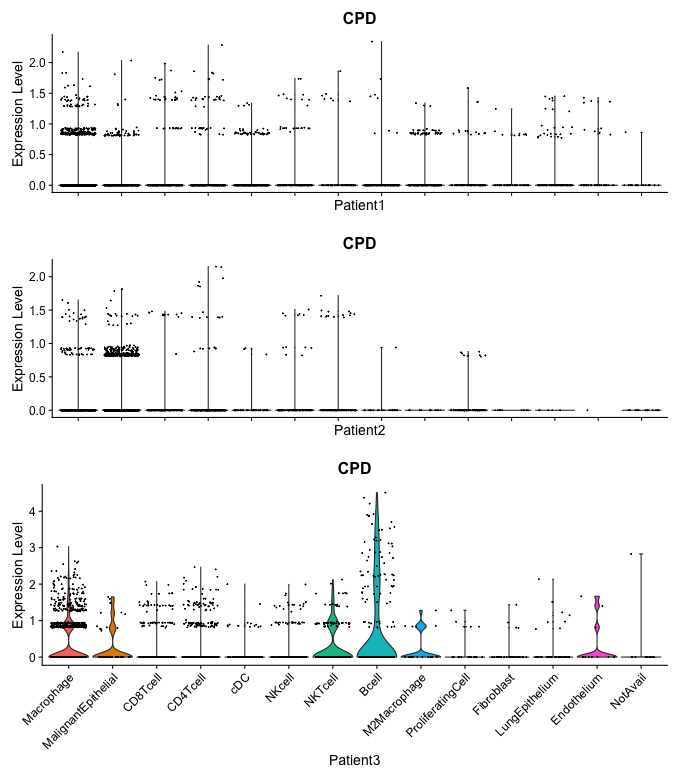 CPD
Expression Level
2.0
1.5
1.0
0.5
0.0
Patient1
CPD
Expression Level
2.0
1.5
1.0
0.5
0.0
Patient2
CPD
Expression Level
4
3
2
1
0
Macrophage
MalignantEpithelial
CD8Tcell
CD4Tcell
cDC
NKcell
NKTcell
Bcell
M2Macrophage
ProliferatingCell
Fibroblast
LungEpithelium
Endothelium
NotAvail
Patient3